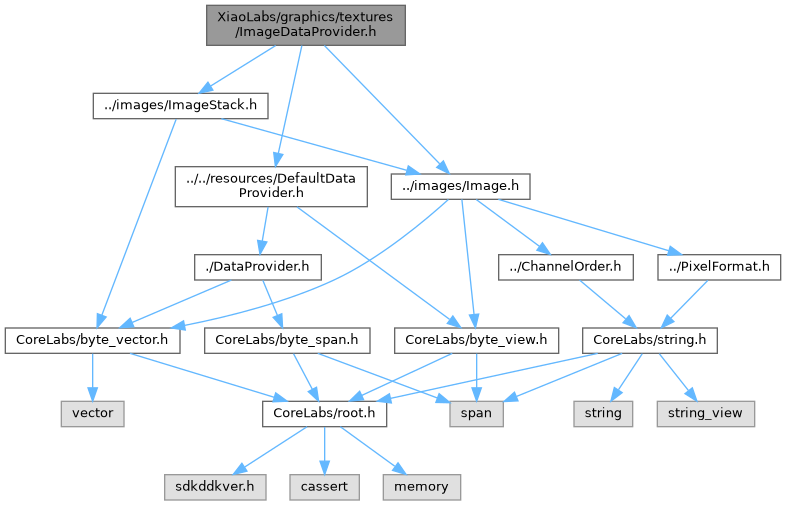 XiaoLabs/graphics/textures
/ImageDataProvider.h
../images/ImageStack.h
../../resources/DefaultData
Provider.h
../images/Image.h
./DataProvider.h
../ChannelOrder.h
../PixelFormat.h
CoreLabs/byte_vector.h
CoreLabs/byte_span.h
CoreLabs/byte_view.h
CoreLabs/string.h
vector
CoreLabs/root.h
span
string
string_view
sdkddkver.h
cassert
memory